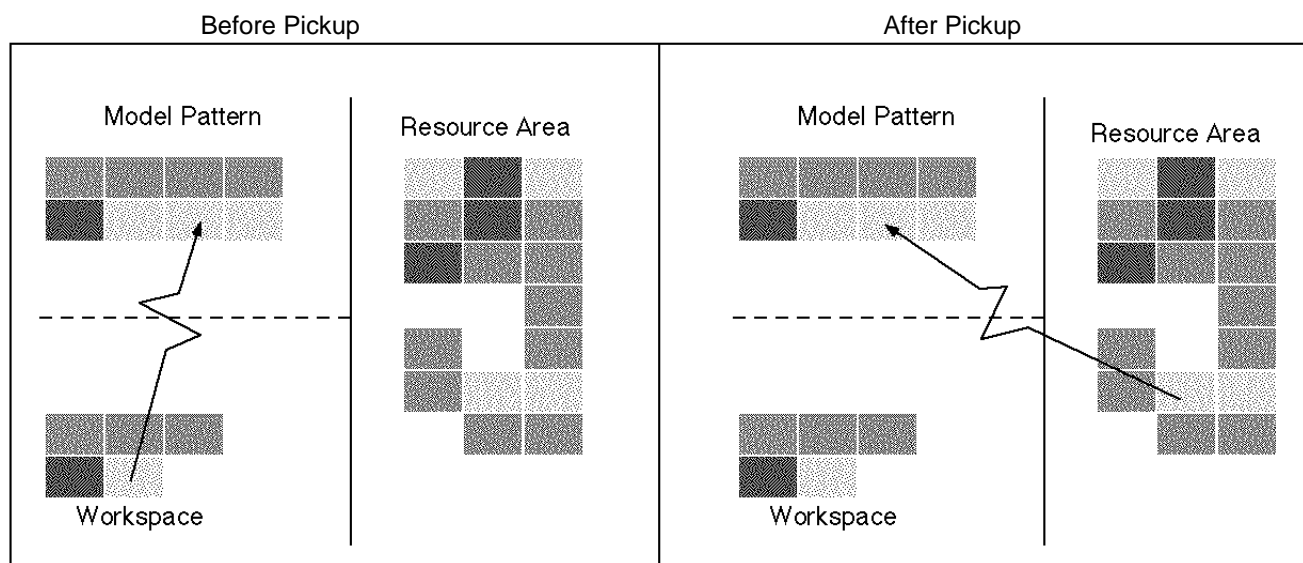 Before Pickup
After Pickup
Model Pattern
Resource Area
Workspace
Model Pattern
Resource Area
Workspace